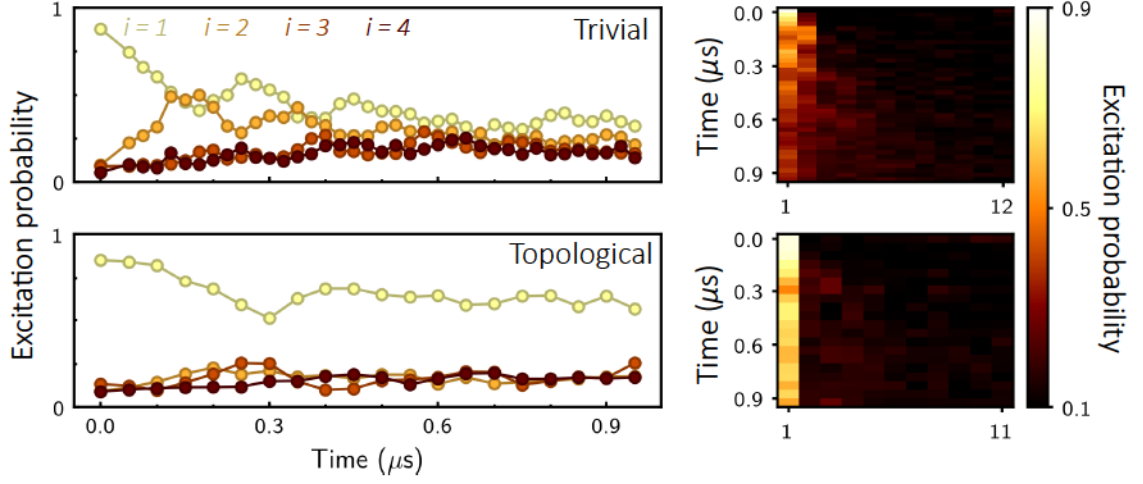 1
i = 1 i = 2 i = 3 i = 4 Trivial
0
Excitation probability
1
Topological
0
0.0 0.3 0.6 0.9
Time (μs)
0.0
0.3
0.6
0.9
Time (μs)
1 12
0.0
0.3
0.6
0.9
Time (μs)
1 11
0.9
0.5
0.1
Excitation probability